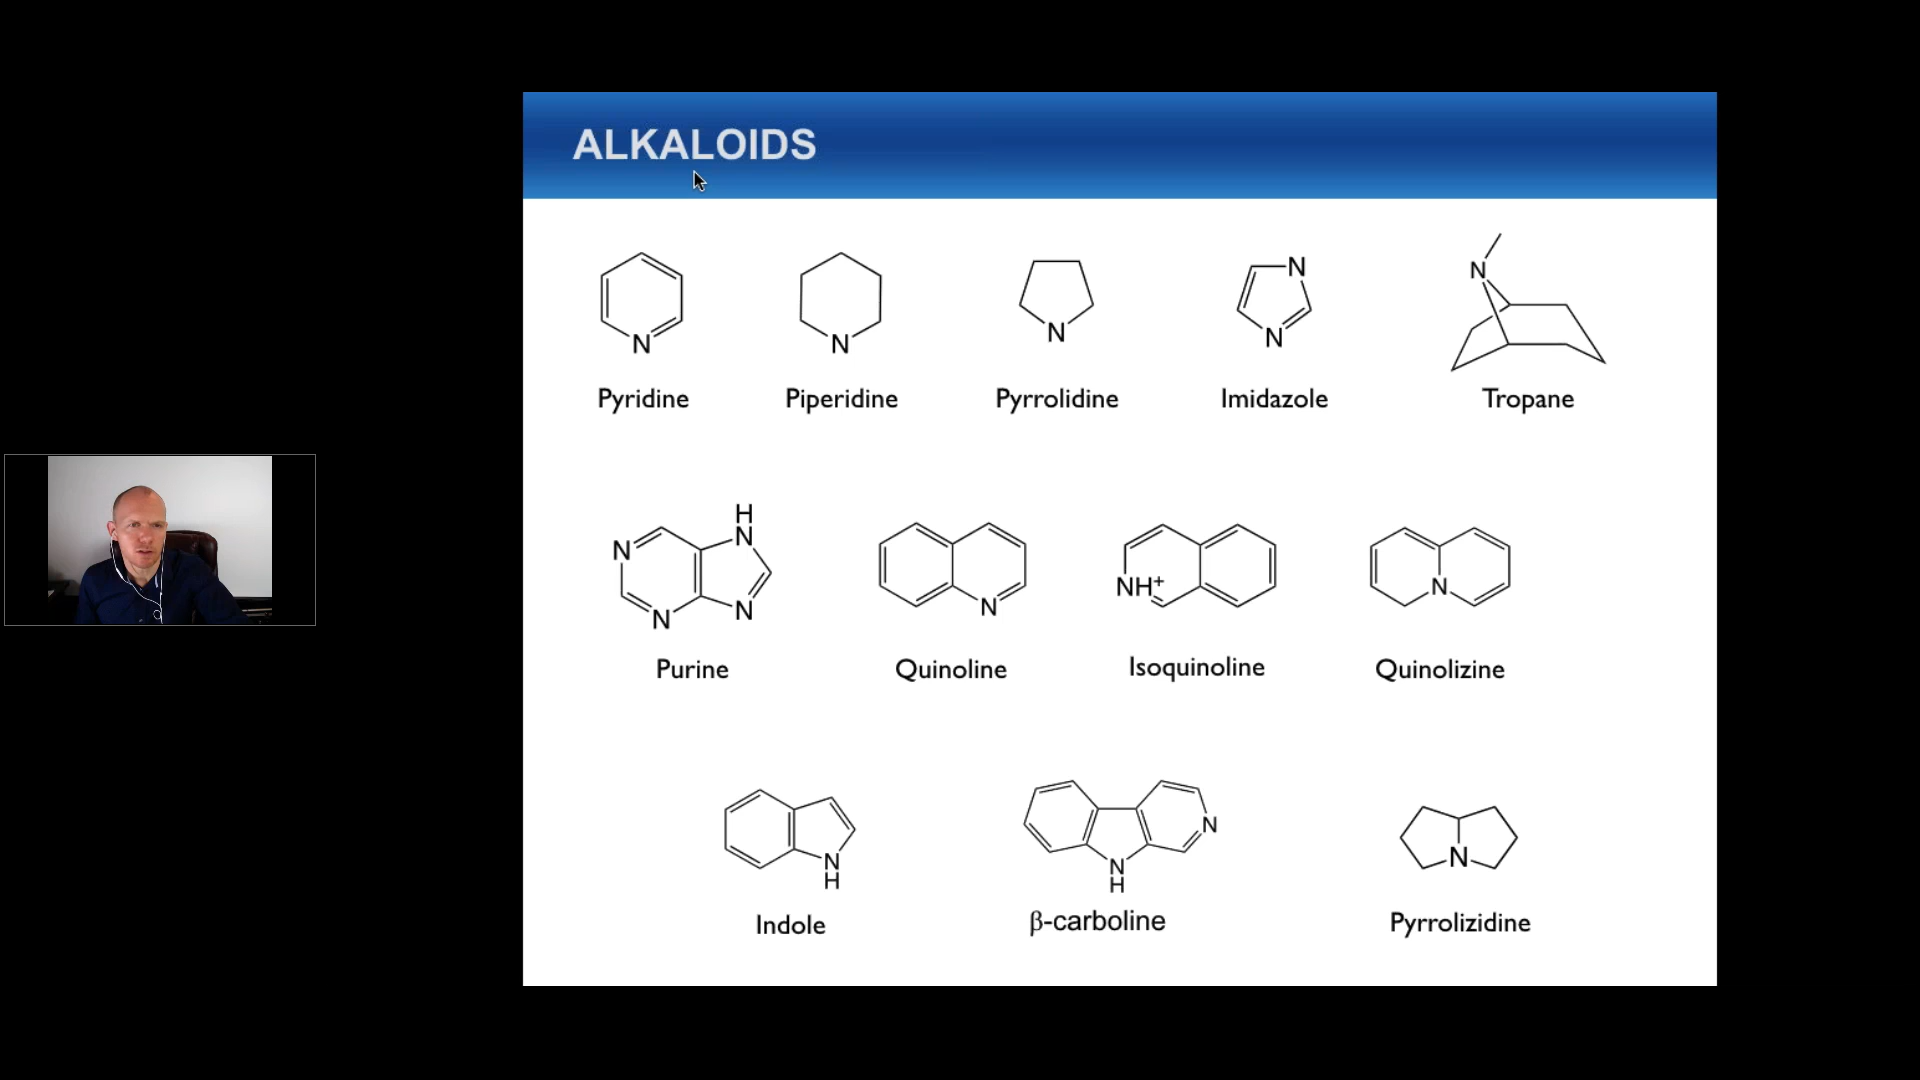 ALKALOIDS
N
N
N
N
N
N
Pyridine
Piperidine
Pyrrolidine
Imidazole
Tropane
H
N
N
N
N
N
NH+
N
Purine
Quinoline
Isoquinoline
Quinolizine
N
H
N
N
H
N
Indole
β-carboline
Pyrrolizidine